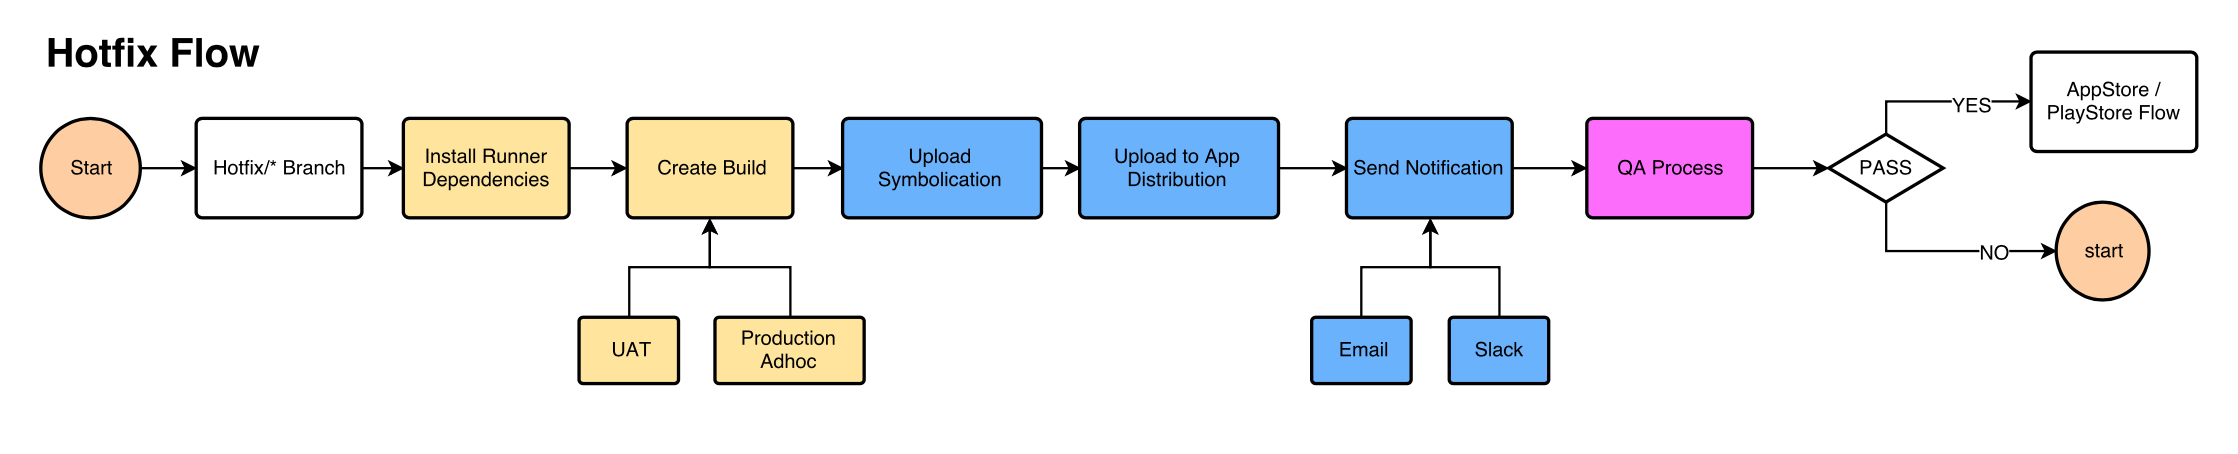 Hotfix Flow
Start
Hotfix/* Branch
Install Runner
Dependencies
Create Build
Upload
Symbolication
Upload to App
Distribution
Send Notification
QA Process
PASS
YES
AppStore /
PlayStore Flow
NO
start
UAT
Production
Adhoc
Email
Slack